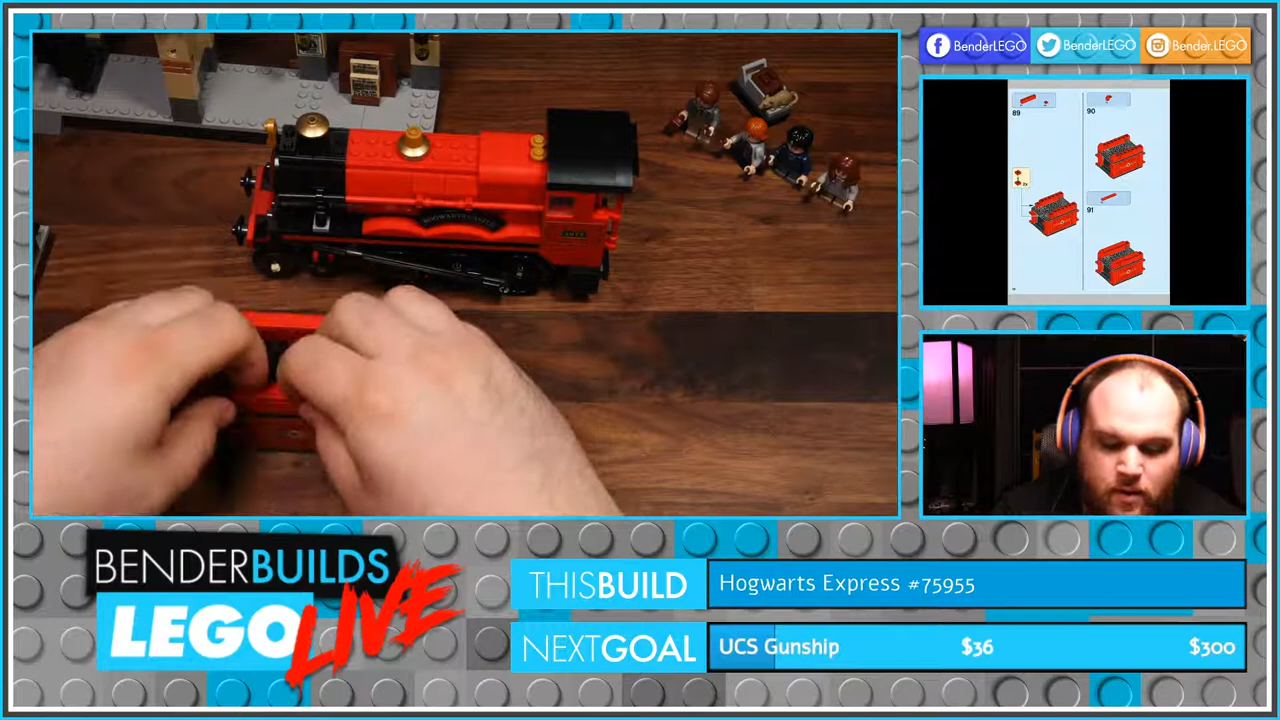 BenderLEGO
BenderLEGO
Bender.LEGO
89
90
91
2x
BENDERBUILDS
LEGO LIVE
THISBUILD
Hogwarts Express #75955
NEXTGOAL
UCS Gunship $36 $300